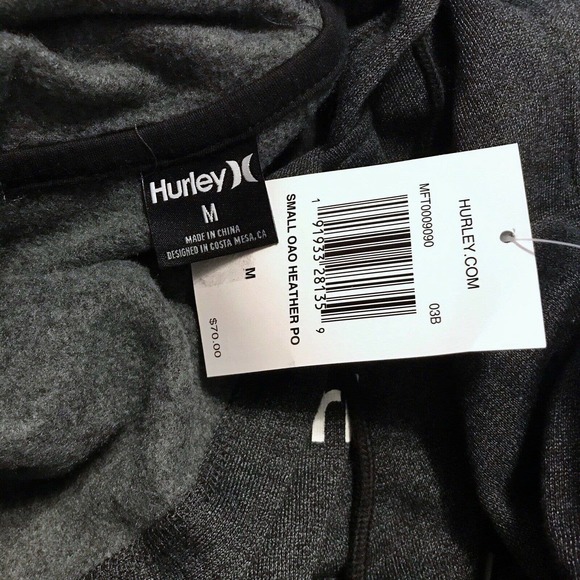 Hurley
M
MADE IN CHINA
DESIGNED IN COSTA MESA, CA
HURLEY.COM
MFT0009090 03B
1 91933 28135 9
SMALL OAO HEATHER PO
M
$70.00